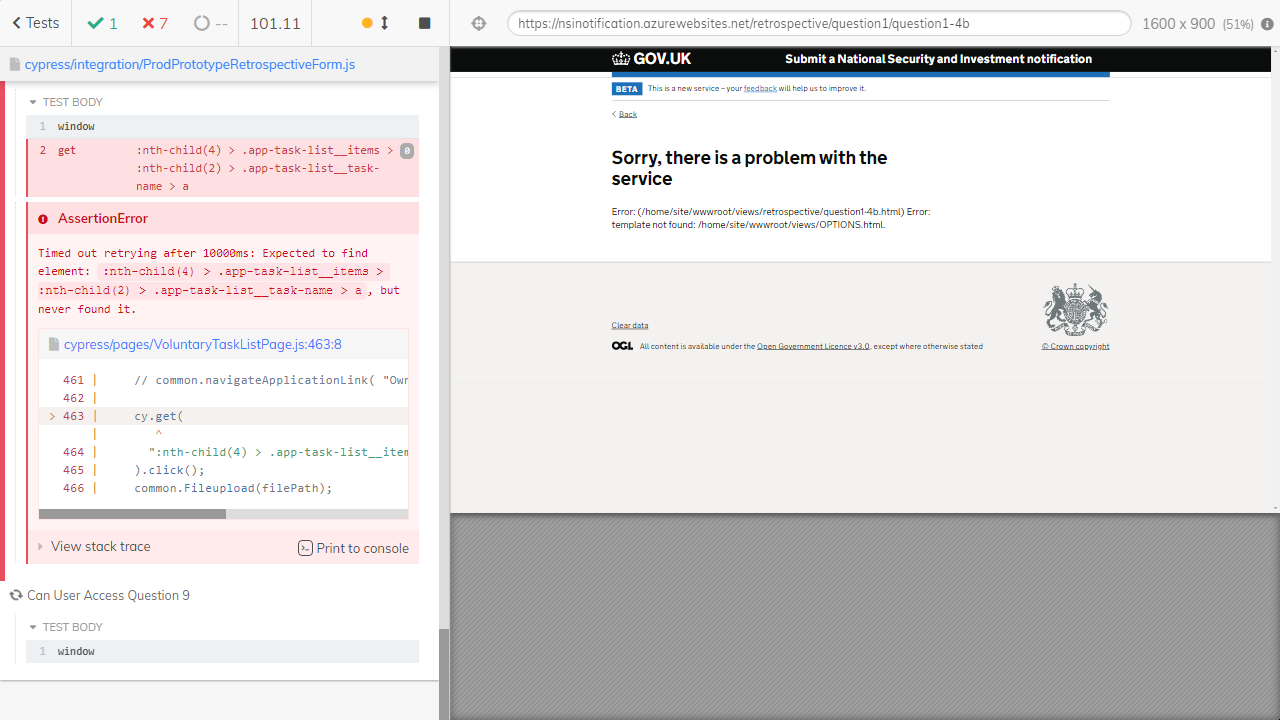 Tests
1
7
--
101.11
https://nsinotification.azurewebsites.net/retrospective/question1/question1-4b
1600 x 900 (51%)
cypress/integration/ProdPrototypeRetrospectiveForm.js
TEST BODY
1 window
2 get :nth-child(4) > .app-task-list__items > 0
:nth-child(2) > .app-task-list__task-
name > a
AssertionError
Timed out retrying after 10000ms: Expected to find
element: :nth-child(4) > .app-task-list__items >
:nth-child(2) > .app-task-list__task-name > a, but
never found it.
cypress/pages/VoluntaryTaskListPage.js:463:8
461 | // common.navigateApplicationLink( "Own
462 |
> 463 | cy.get(
| ^
464 | ":nth-child(4) > .app-task-list__item
465 | ).click();
466 | common.Fileupload(filePath);
View stack trace
Print to console
Can User Access Question 9
TEST BODY
1 window
GOV.UK
Submit a National Security and Investment notification
BETA This is a new service – your feedback will help us to improve it.
Back
Sorry, there is a problem with the
service
Error: (/home/site/wwwroot/views/retrospective/question1-4b.html) Error:
template not found: /home/site/wwwroot/views/OPTIONS.html.
Clear data
OGL All content is available under the Open Government Licence v3.0, except where otherwise stated
© Crown copyright